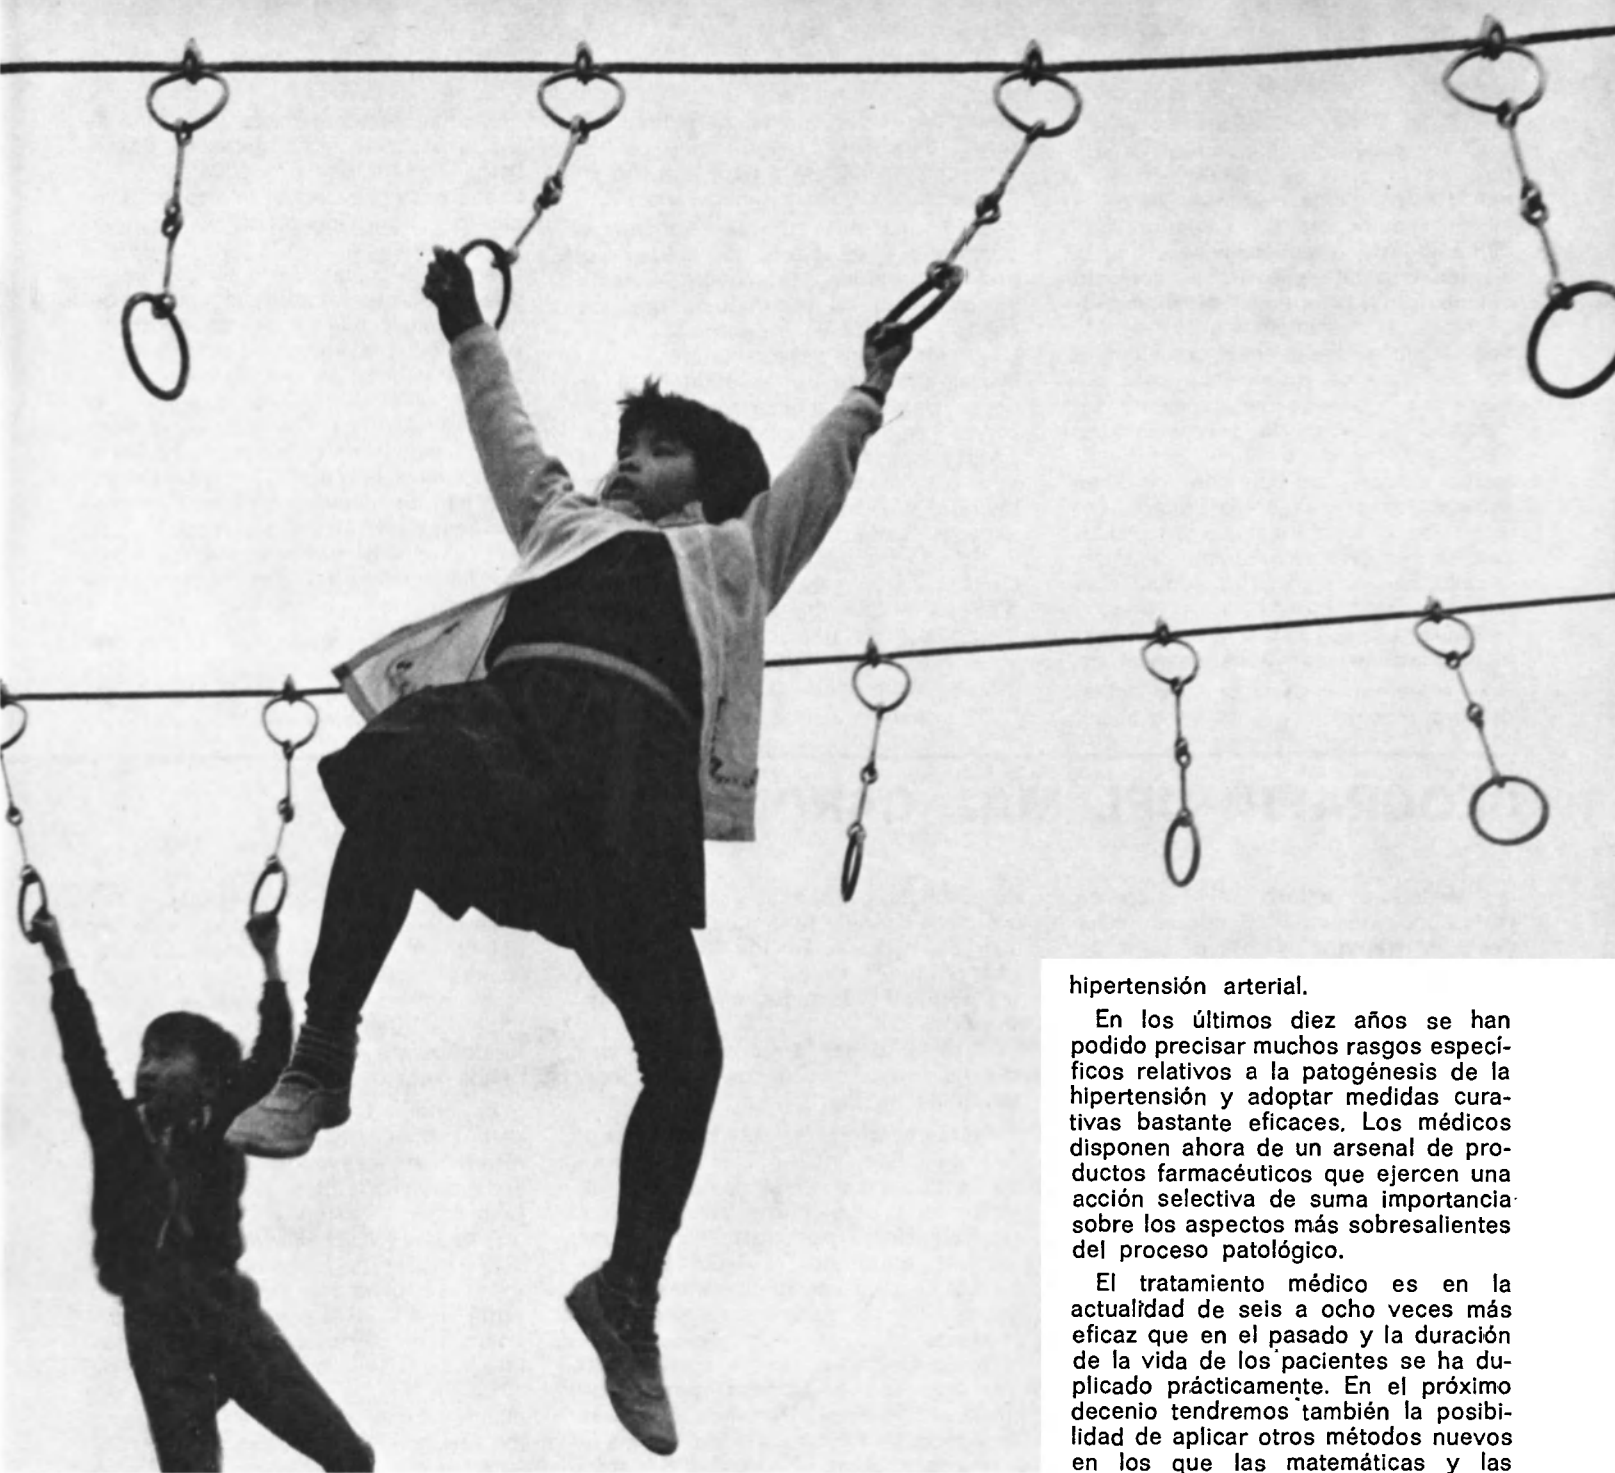 hipertensión arterial.
En los últimos diez años se han
podido precisar muchos rasgos especí-
ficos relativos a la patogénesis de la
hipertensión y adoptar medidas cura-
tivas bastante eficaces. Los médicos
disponen ahora de un arsenal de pro-
ductos farmacéuticos que ejercen una
acción selectiva de suma importancia
sobre los aspectos más sobresalientes
del proceso patológico.
El tratamiento médico es en la
actualidad de seis a ocho veces más
eficaz que en el pasado y la duración
de la vida de los pacientes se ha du-
plicado prácticamente. En el próximo
decenio tendremos también la posibi-
lidad de aplicar otros métodos nuevos
en los que las matemáticas y las